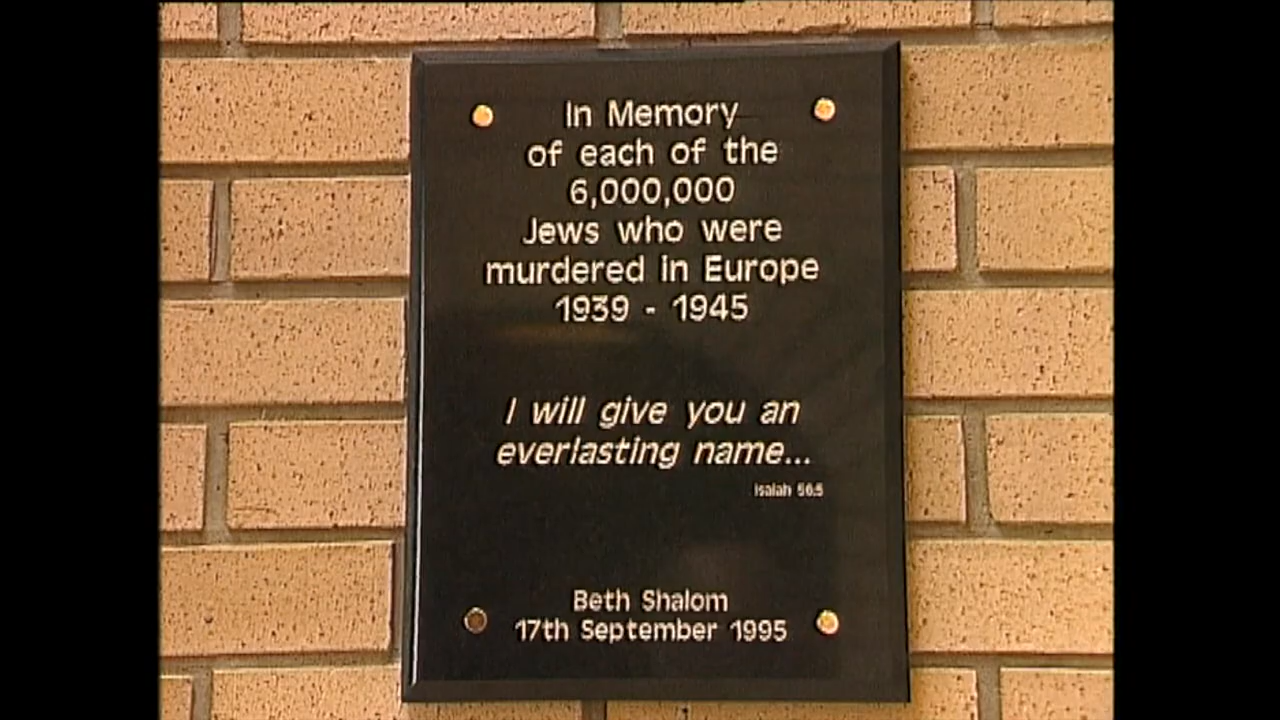 In Memory
of each of the
6,000,000
Jews who were
murdered in Europe
1939 - 1945
I will give you an
everlasting name...
Isaiah 56:5
Beth Shalom
17th September 1995